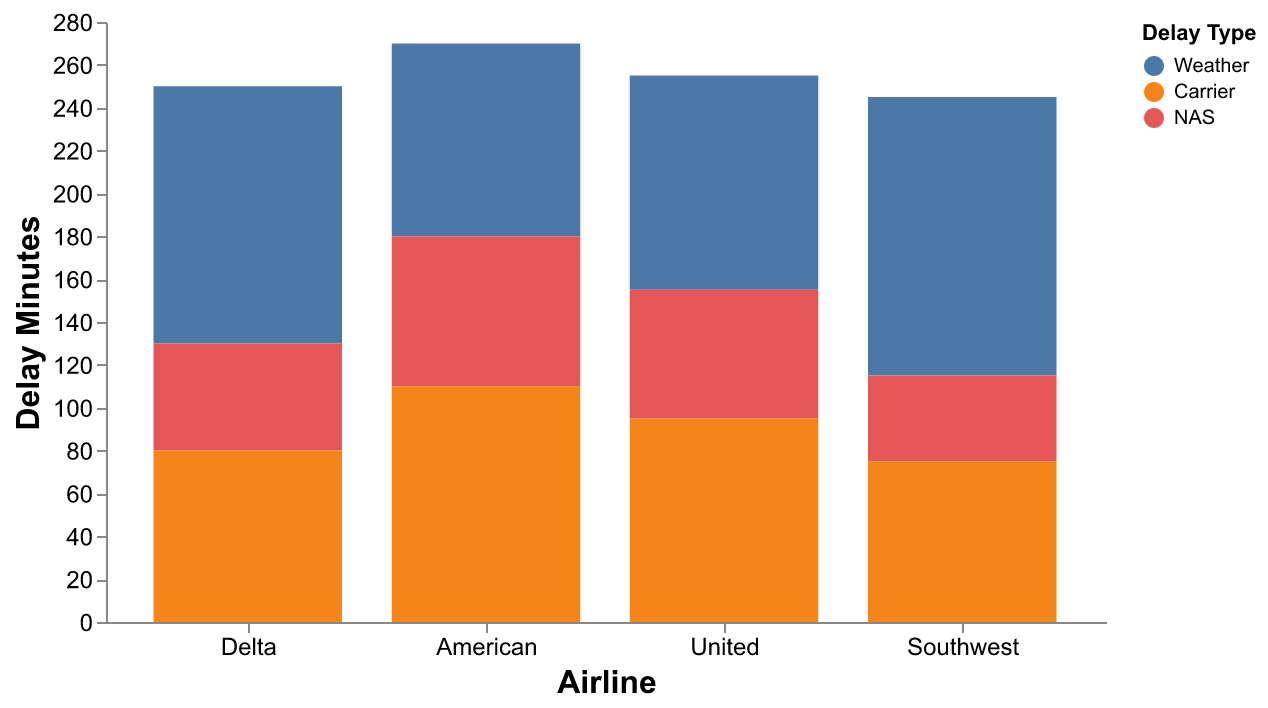 280
260
240
220
200
180
160
140
120
100
80
60
40
20
0
Delay Minutes
Delta
American
United
Southwest
Airline
Delay Type
Weather
Carrier
NAS